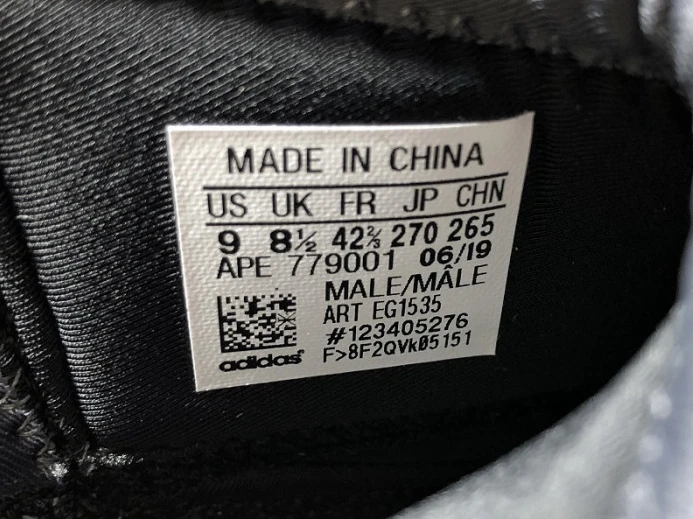 MADE IN CHINA
US UK FR JP CHN
9 8½ 42⅔ 270 265
APE 779001 06/19
MALE/MÂLE
ART EG1535
#123405276
F>8F2QVkØ5151
adidas